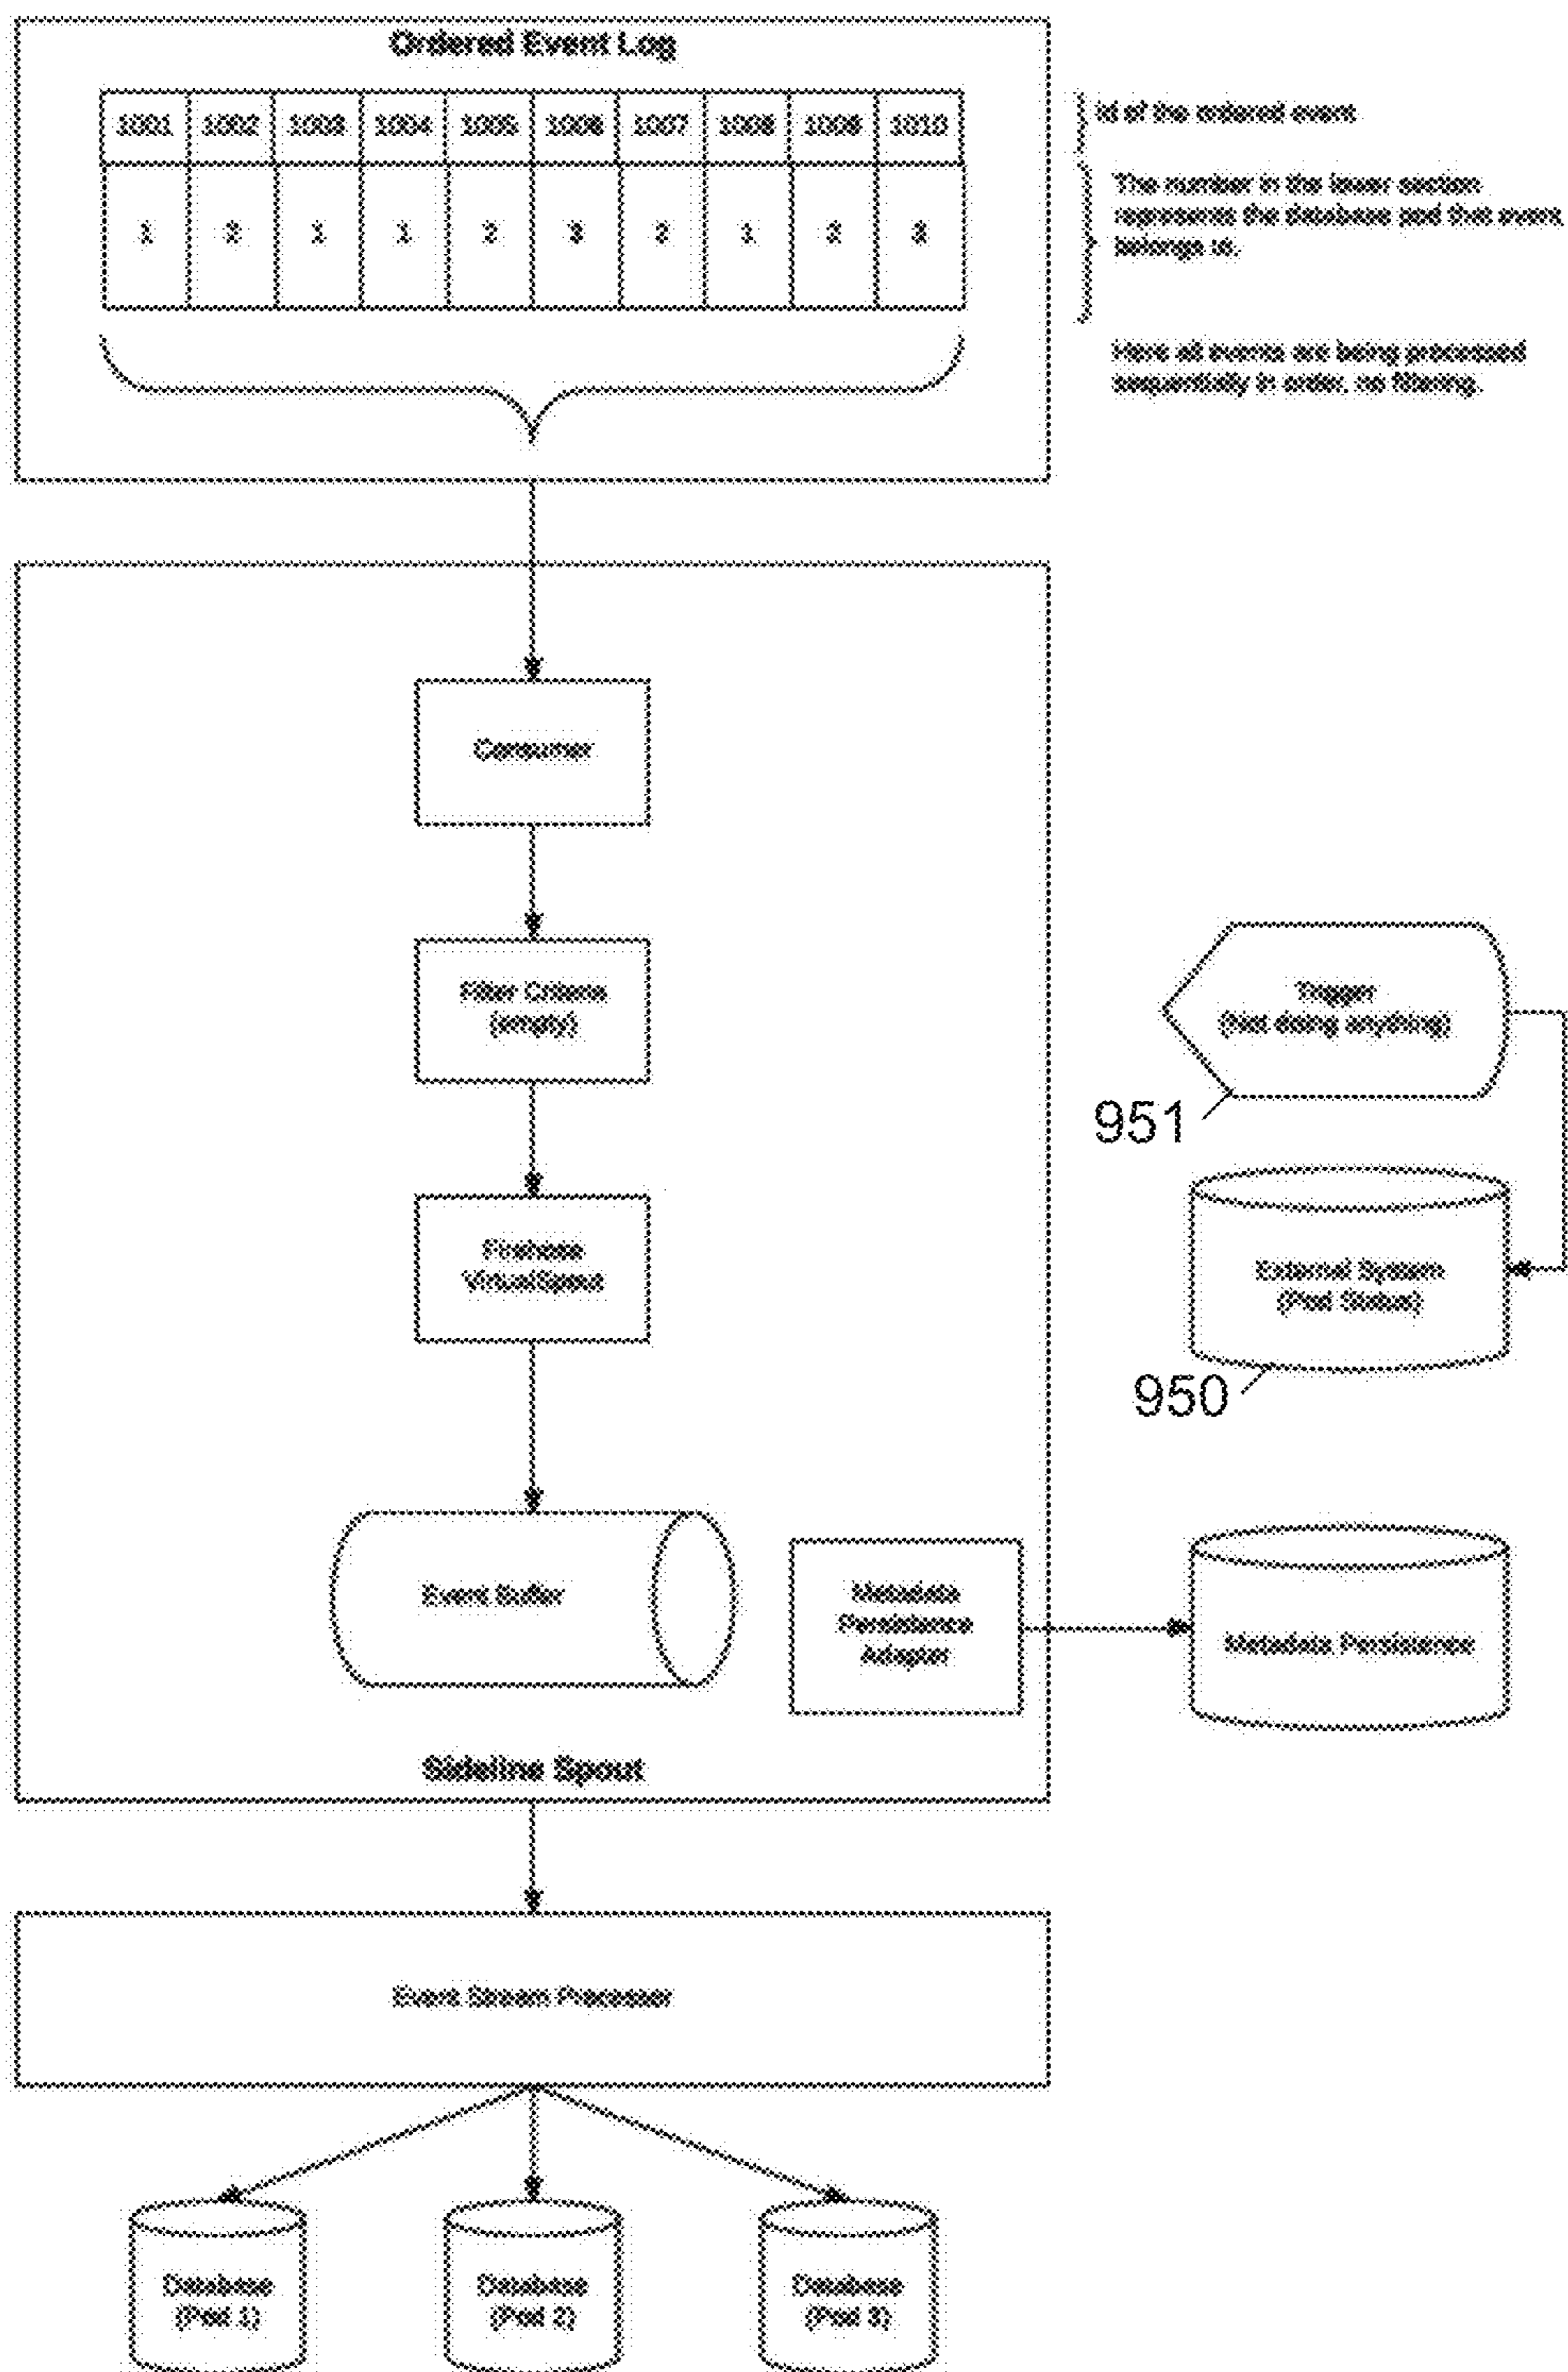 Ordered Event Log
1001 1002 1003 1004 1005 1006 1007 1008 1009 1010
Id of the ordered event
1 2 1 1 2 3 2 1 2
The number in the lower section
represents the database pod that event
belongs to.
Here all events are being processed
sequentially in order, no filtering.
Consumer
Filter Criteria
(empty)
Trigger
(Not doing anything)
951
Firehose
VirtualSpout
External System
(Pod Status)
950
Event Buffer
Metadata
Persistence
Adapter
Metadata Persistence
Sideline Spout
Event Stream Processor
Database
(Pod 1)
Database
(Pod 2)
Database
(Pod 3)